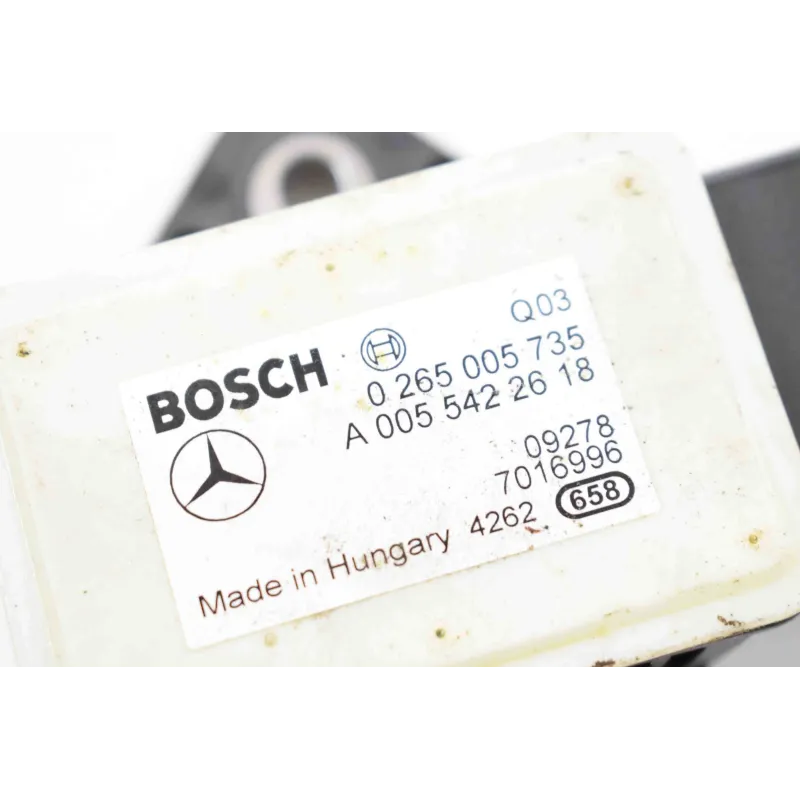 Q03
BOSCH 0 265 005 735
A 005 542 26 18
09278
7016996
Made in Hungary 4262 658